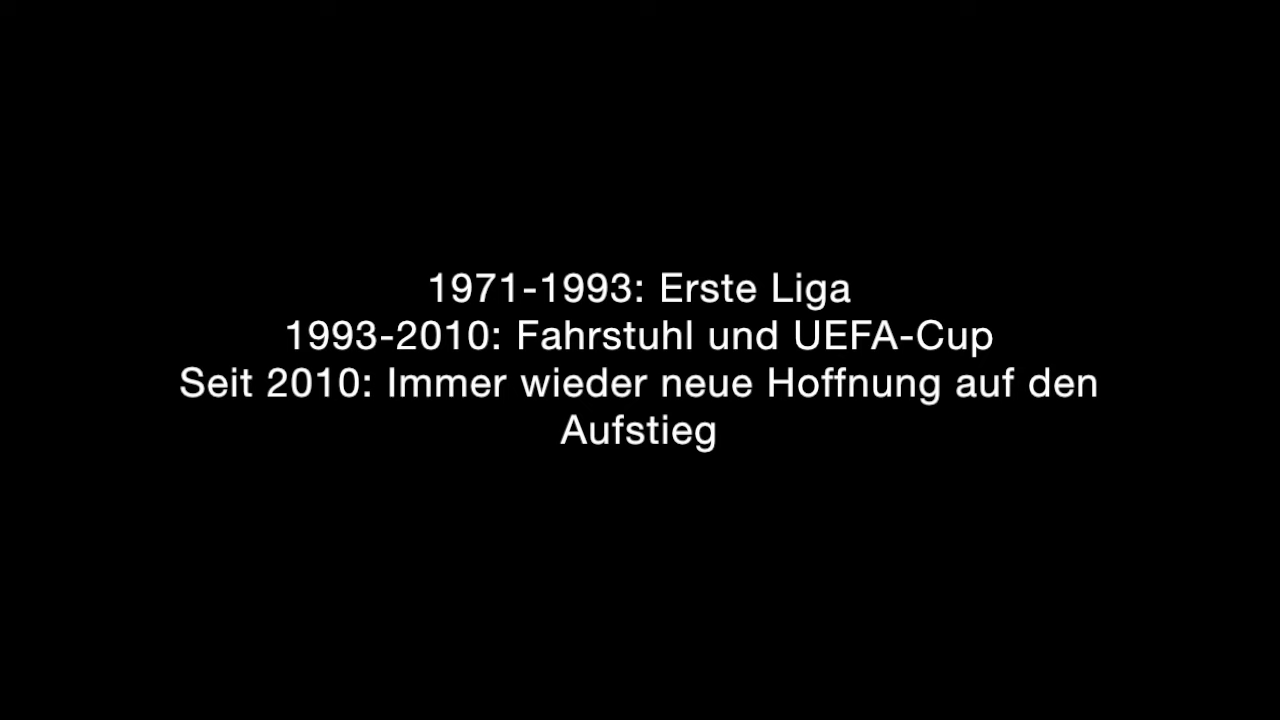 1971-1993: Erste Liga
1993-2010: Fahrstuhl und UEFA-Cup
Seit 2010: Immer wieder neue Hoffnung auf den
Aufstieg